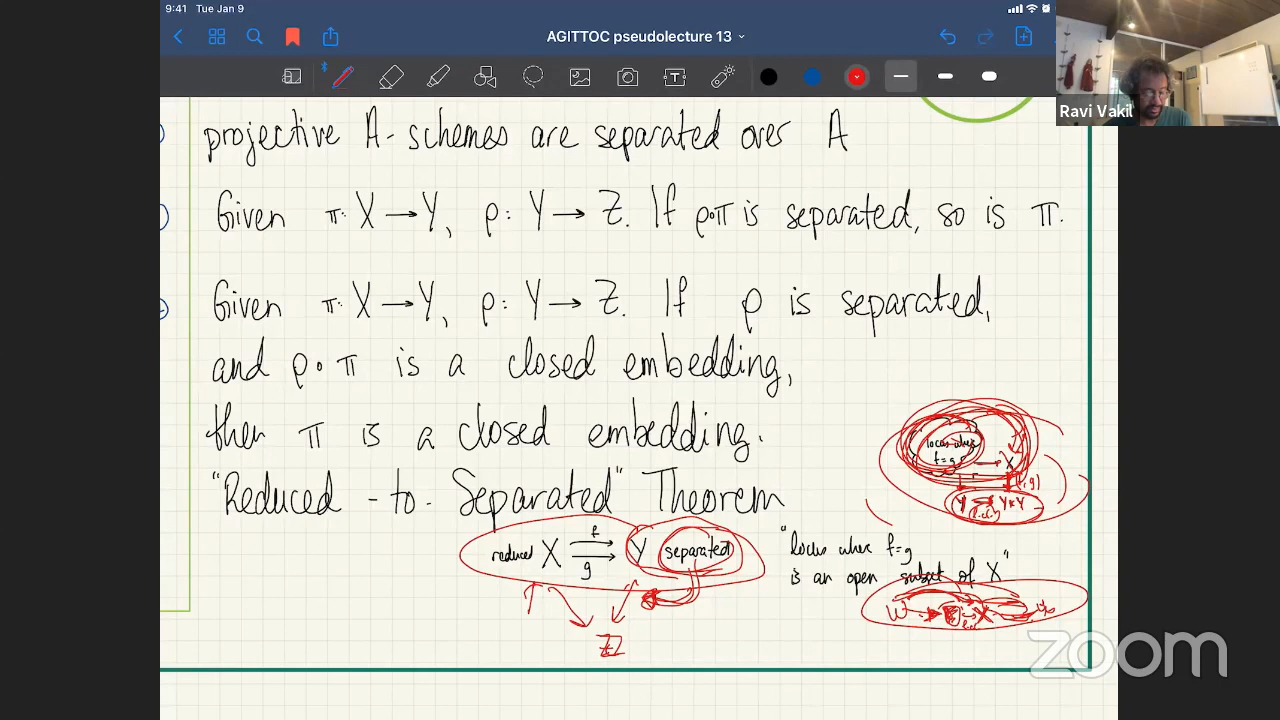 9:41 Tue Jan 9
AGITTOC pseudolecture 13
Ravi Vakil
projective A-schemes are separated over A
Given π: X → Y, ρ: Y → Z. If ρ∘π is separated, so is π.
Given π: X → Y, ρ: Y → Z. If ρ is separated,
and ρ∘π is a closed embedding,
then π is a closed embedding.
"Reduced-to-Separated" Theorem
locus where
f=g → X
(f,g)
Y → Y×Y
l.c.e.
reduced X ⇉ Y separated
f
g
Z
"locus where f=g
is an open subset of X"
W
X
zoom